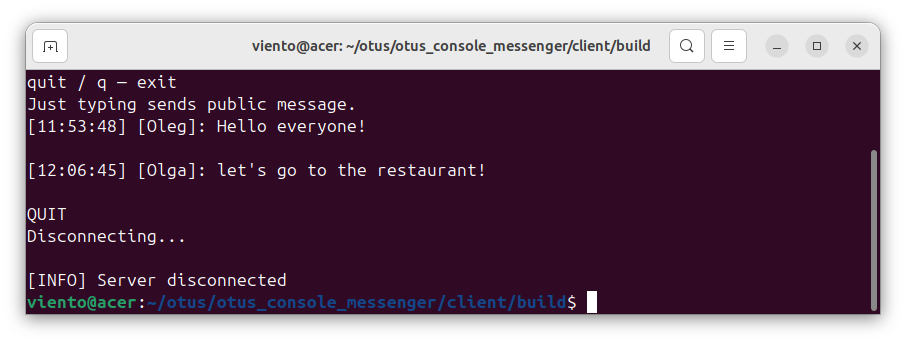 viento@acer: ~/otus/otus_console_messenger/client/build
quit / q — exit
Just typing sends public message.
[11:53:48] [Oleg]: Hello everyone!
[12:06:45] [Olga]: let's go to the restaurant!
QUIT
Disconnecting...
[INFO] Server disconnected
viento@acer:~/otus/otus_console_messenger/client/build$